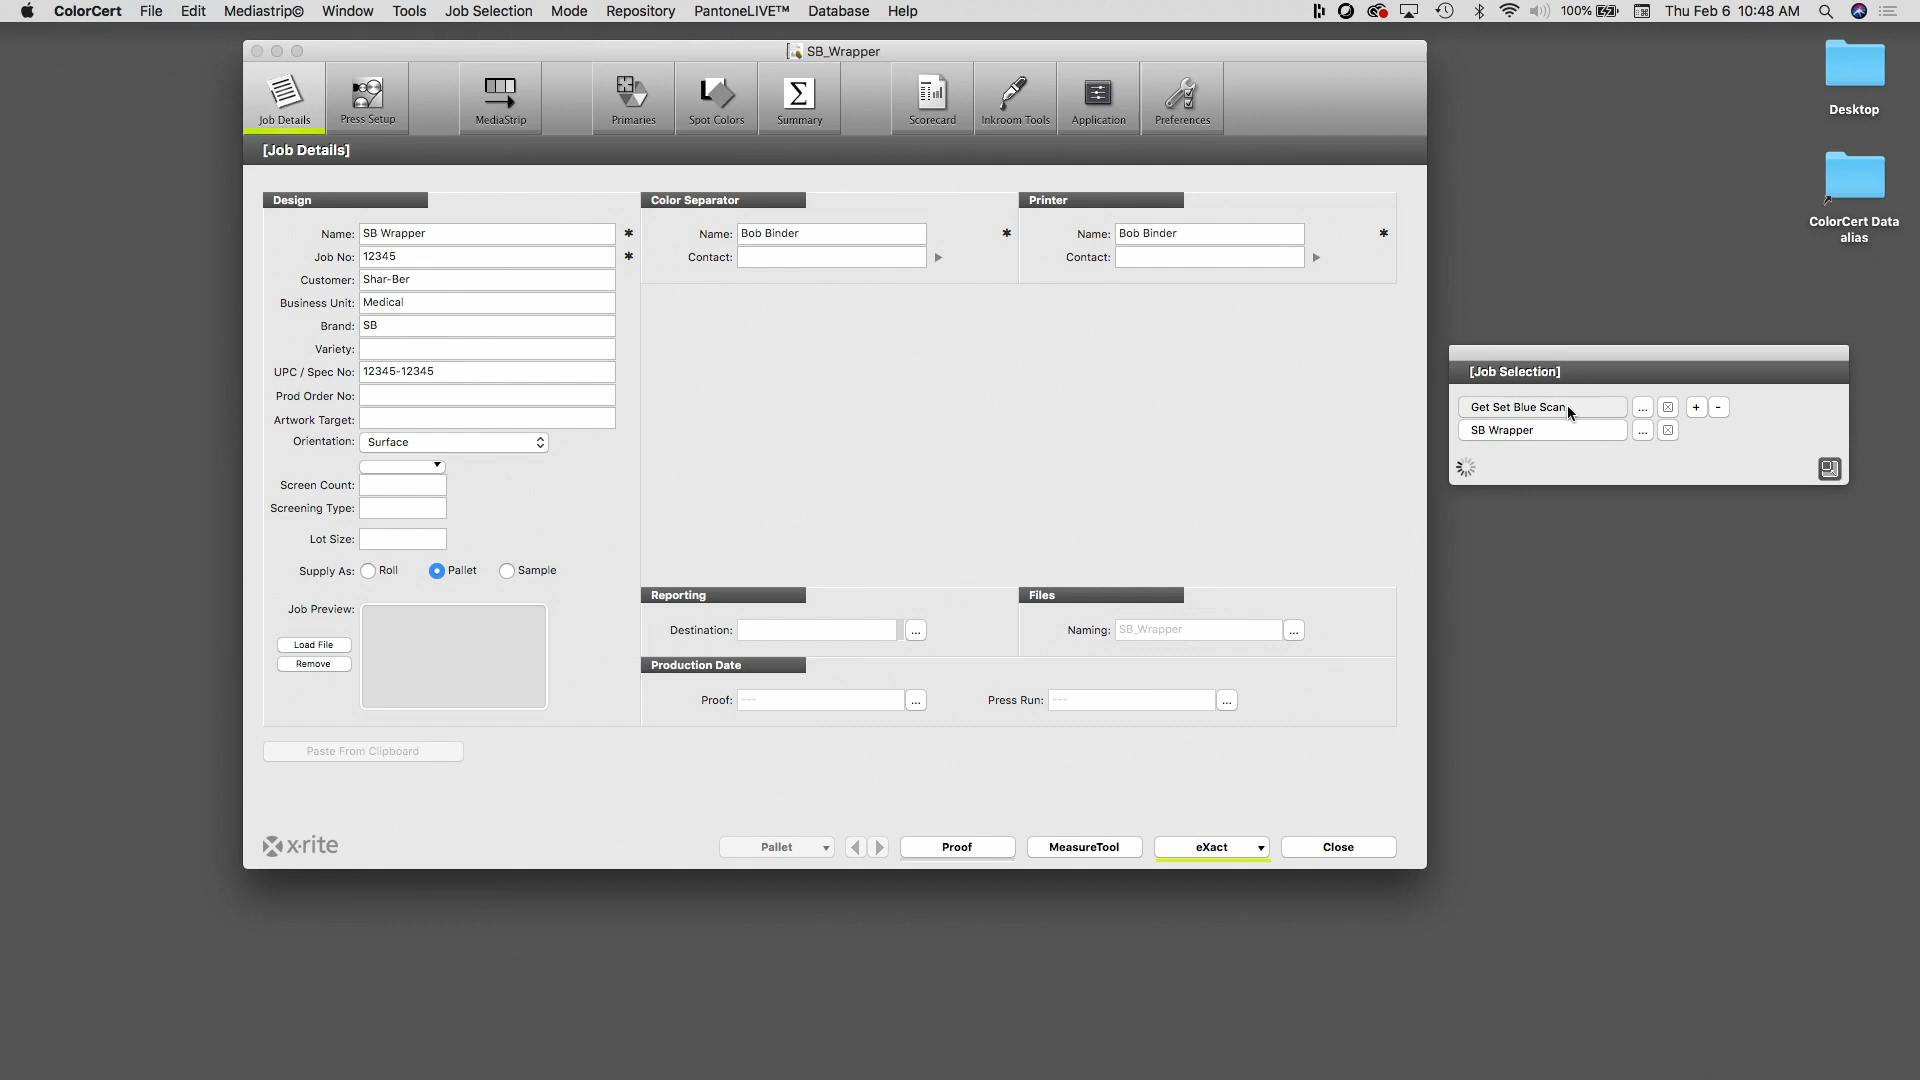 ColorCert File Edit Mediastrip© Window Tools Job Selection Mode Repository PantoneLIVE™ Database Help 100% Thu Feb 6 10:48 AM
SB_Wrapper
Job Details Press Setup MediaStrip Primaries Spot Colors Summary Scorecard Inkroom Tools Application Preferences
[Job Details]
Design Color Separator Printer
Name: SB Wrapper * Name: Bob Binder * Name: Bob Binder *
Job No: 12345 * Contact: Contact:
Customer: Shar-Ber
Business Unit: Medical
Brand: SB
Variety:
UPC / Spec No: 12345-12345
Prod Order No:
Artwork Target:
Orientation: Surface
Screen Count:
Screening Type:
Lot Size:
Supply As: Roll Pallet Sample
Job Preview:
Load File
Remove
Reporting Files
Destination: ... Naming: SB_Wrapper ...
Production Date
Proof: --- ... Press Run: --- ...
Paste From Clipboard
x·rite Pallet Proof MeasureTool eXact Close
Desktop
ColorCert Data
alias
[Job Selection]
Get Set Blue Scan ... + -
SB Wrapper ...